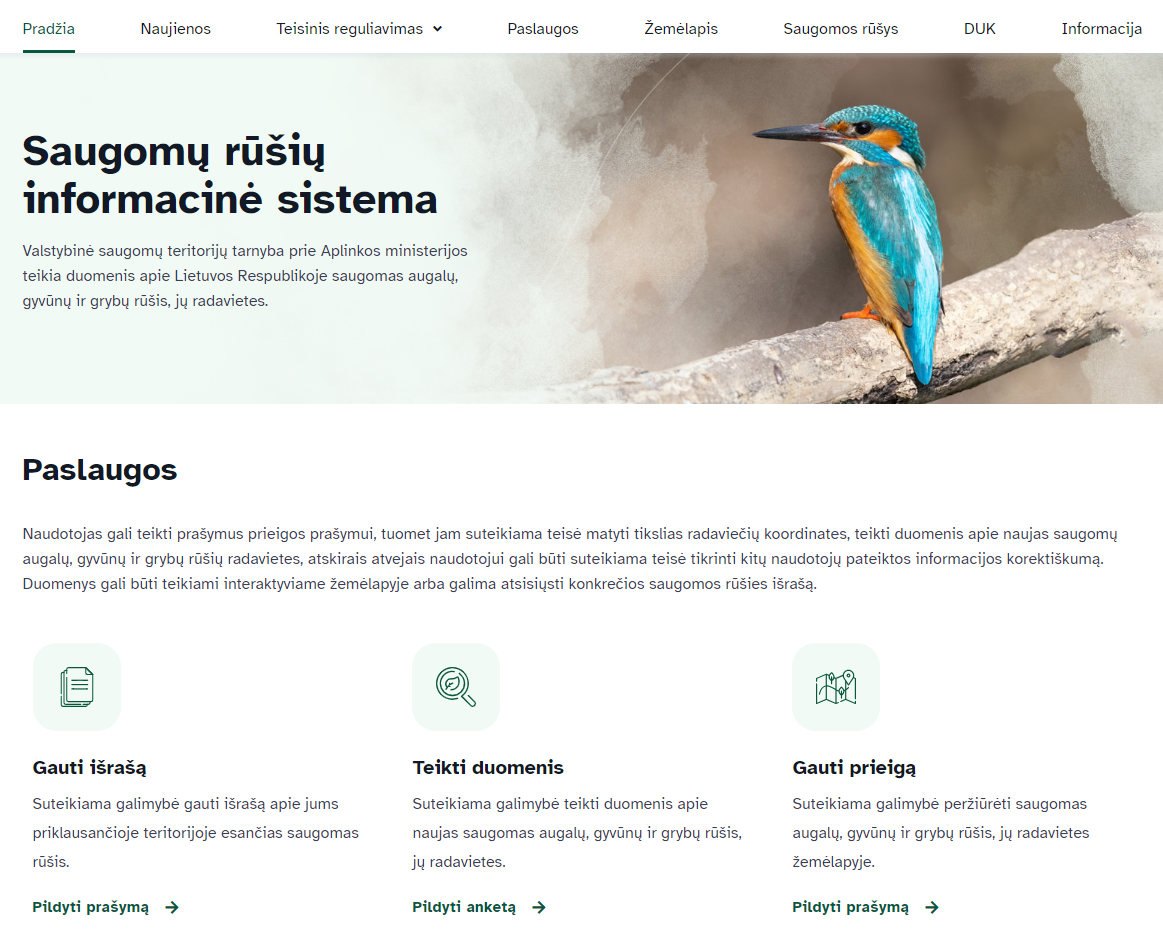 Pradžia Naujienos Teisinis reguliavimas Paslaugos Žemėlapis Saugomos rūšys DUK Informacija
Saugomų rūšių
informacinė sistema
Valstybinė saugomų teritorijų tarnyba prie Aplinkos ministerijos
teikia duomenis apie Lietuvos Respublikoje saugomas augalų,
gyvūnų ir grybų rūšis, jų radavietes.
Paslaugos
Naudotojas gali teikti prašymus prieigos prašymui, tuomet jam suteikiama teisė matyti tikslias radaviečių koordinates, teikti duomenis apie naujas saugomų
augalų, gyvūnų ir grybų rūšių radavietes, atskirais atvejais naudotojui gali būti suteikiama teisė tikrinti kitų naudotojų pateiktos informacijos korektiškumą.
Duomenys gali būti teikiami interaktyviame žemėlapyje arba galima atsisiųsti konkrečios saugomos rūšies išrašą.
Gauti išrašą
Suteikiama galimybė gauti išrašą apie jums
priklausančioje teritorijoje esančias saugomas
rūšis.
Pildyti prašymą
Teikti duomenis
Suteikiama galimybė teikti duomenis apie
naujas saugomas augalų, gyvūnų ir grybų rūšis,
jų radavietes.
Pildyti anketą
Gauti prieigą
Suteikiama galimybė peržiūrėti saugomas
augalų, gyvūnų ir grybų rūšis, jų radavietes
žemėlapyje.
Pildyti prašymą